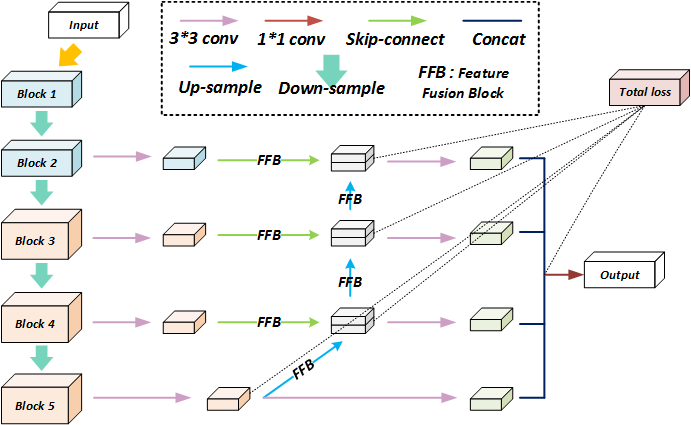 Input
3*3 conv
1*1 conv
Skip-connect
Concat
Up-sample
Down-sample
FFB : Feature
Fusion Block
Total loss
Block 1
Block 2
FFB
FFB
Block 3
FFB
FFB
Output
Block 4
FFB
FFB
Block 5